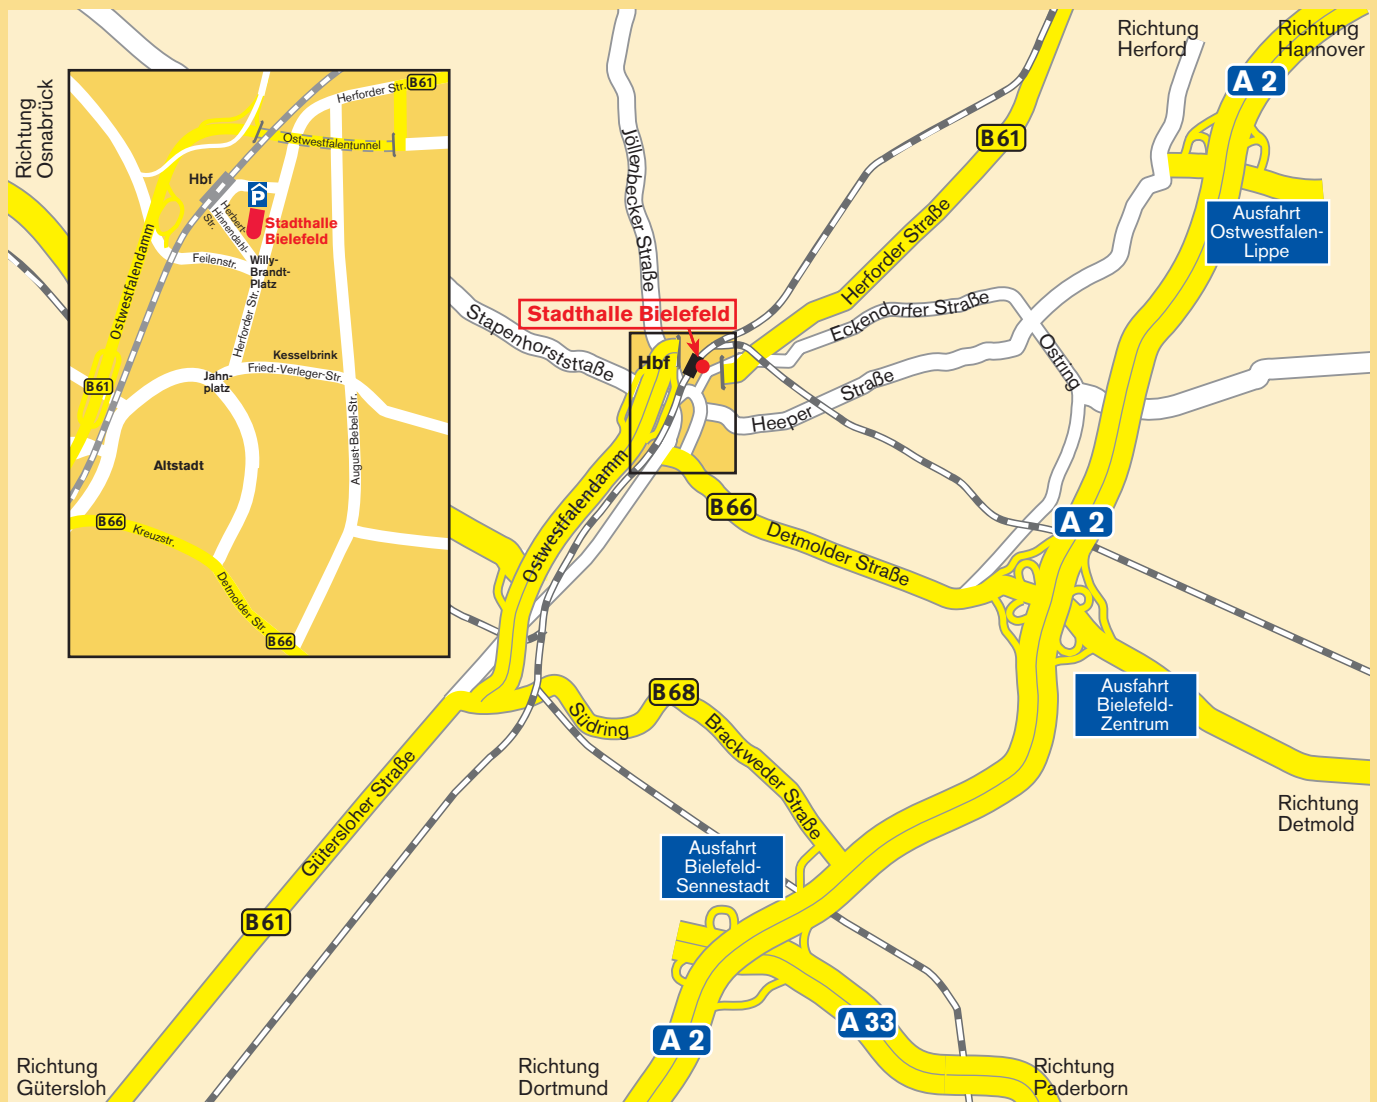 Richtung
Herford
Richtung
Hannover
A 2
Richtung
Osnabrück
B61
Ausfahrt
Ostwestfalen-
Lippe
Jöllenbecker Straße
Herforder Straße
Eckendorfer Straße
Stapenhorststraße
Stadthalle Bielefeld
Hbf
Heeper Straße
Ostring
Ostwestfalendamm
B66
Detmolder Straße
A 2
Ausfahrt
Bielefeld-
Zentrum
B68
Südring
Brackweder Straße
Gütersloher Straße
Richtung
Detmold
Ausfahrt
Bielefeld-
Sennestadt
B61
A 33
A 2
Richtung
Gütersloh
Richtung
Dortmund
Richtung
Paderborn
Herforder Str.
B61
Ostwestfalentunnel
Hbf
P
Herbert-
Hinnendahl-
Str.
Stadthalle
Bielefeld
Feilenstr.
Willy-
Brandt-
Platz
Ostwestfalendamm
Herforder Str.
Kesselbrink
Fried.-Verleger-Str.
Jahn-
platz
B61
August-Bebel-Str.
Altstadt
B66
Kreuzstr.
Detmolder Str.
B66